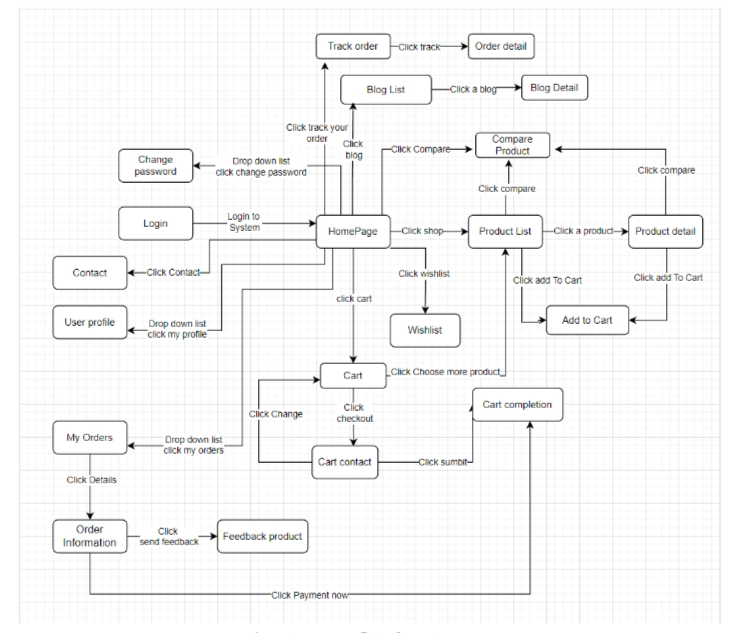 Track order
Click track
Order detail
Blog List
Click a blog
Blog Detail
Click track your
order
Click
blog
Click Compare
Compare
Product
Change
password
Drop down list
click change password
Click compare
Click compare
Login
Login to
System
HomePage
Click shop
Product List
Click a product
Product detail
Contact
Click Contact
Click wishlist
Click add To Cart
Click add To Cart
click cart
User profile
Drop down list
click my profile
Wishlist
Add to Cart
Cart
Click Choose more product
Click Change
Click
checkout
Cart completion
My Orders
Drop down list
click my orders
Cart contact
Click sumbit
Click Details
Order
Information
Click
send feedback
Feedback product
Click Payment now